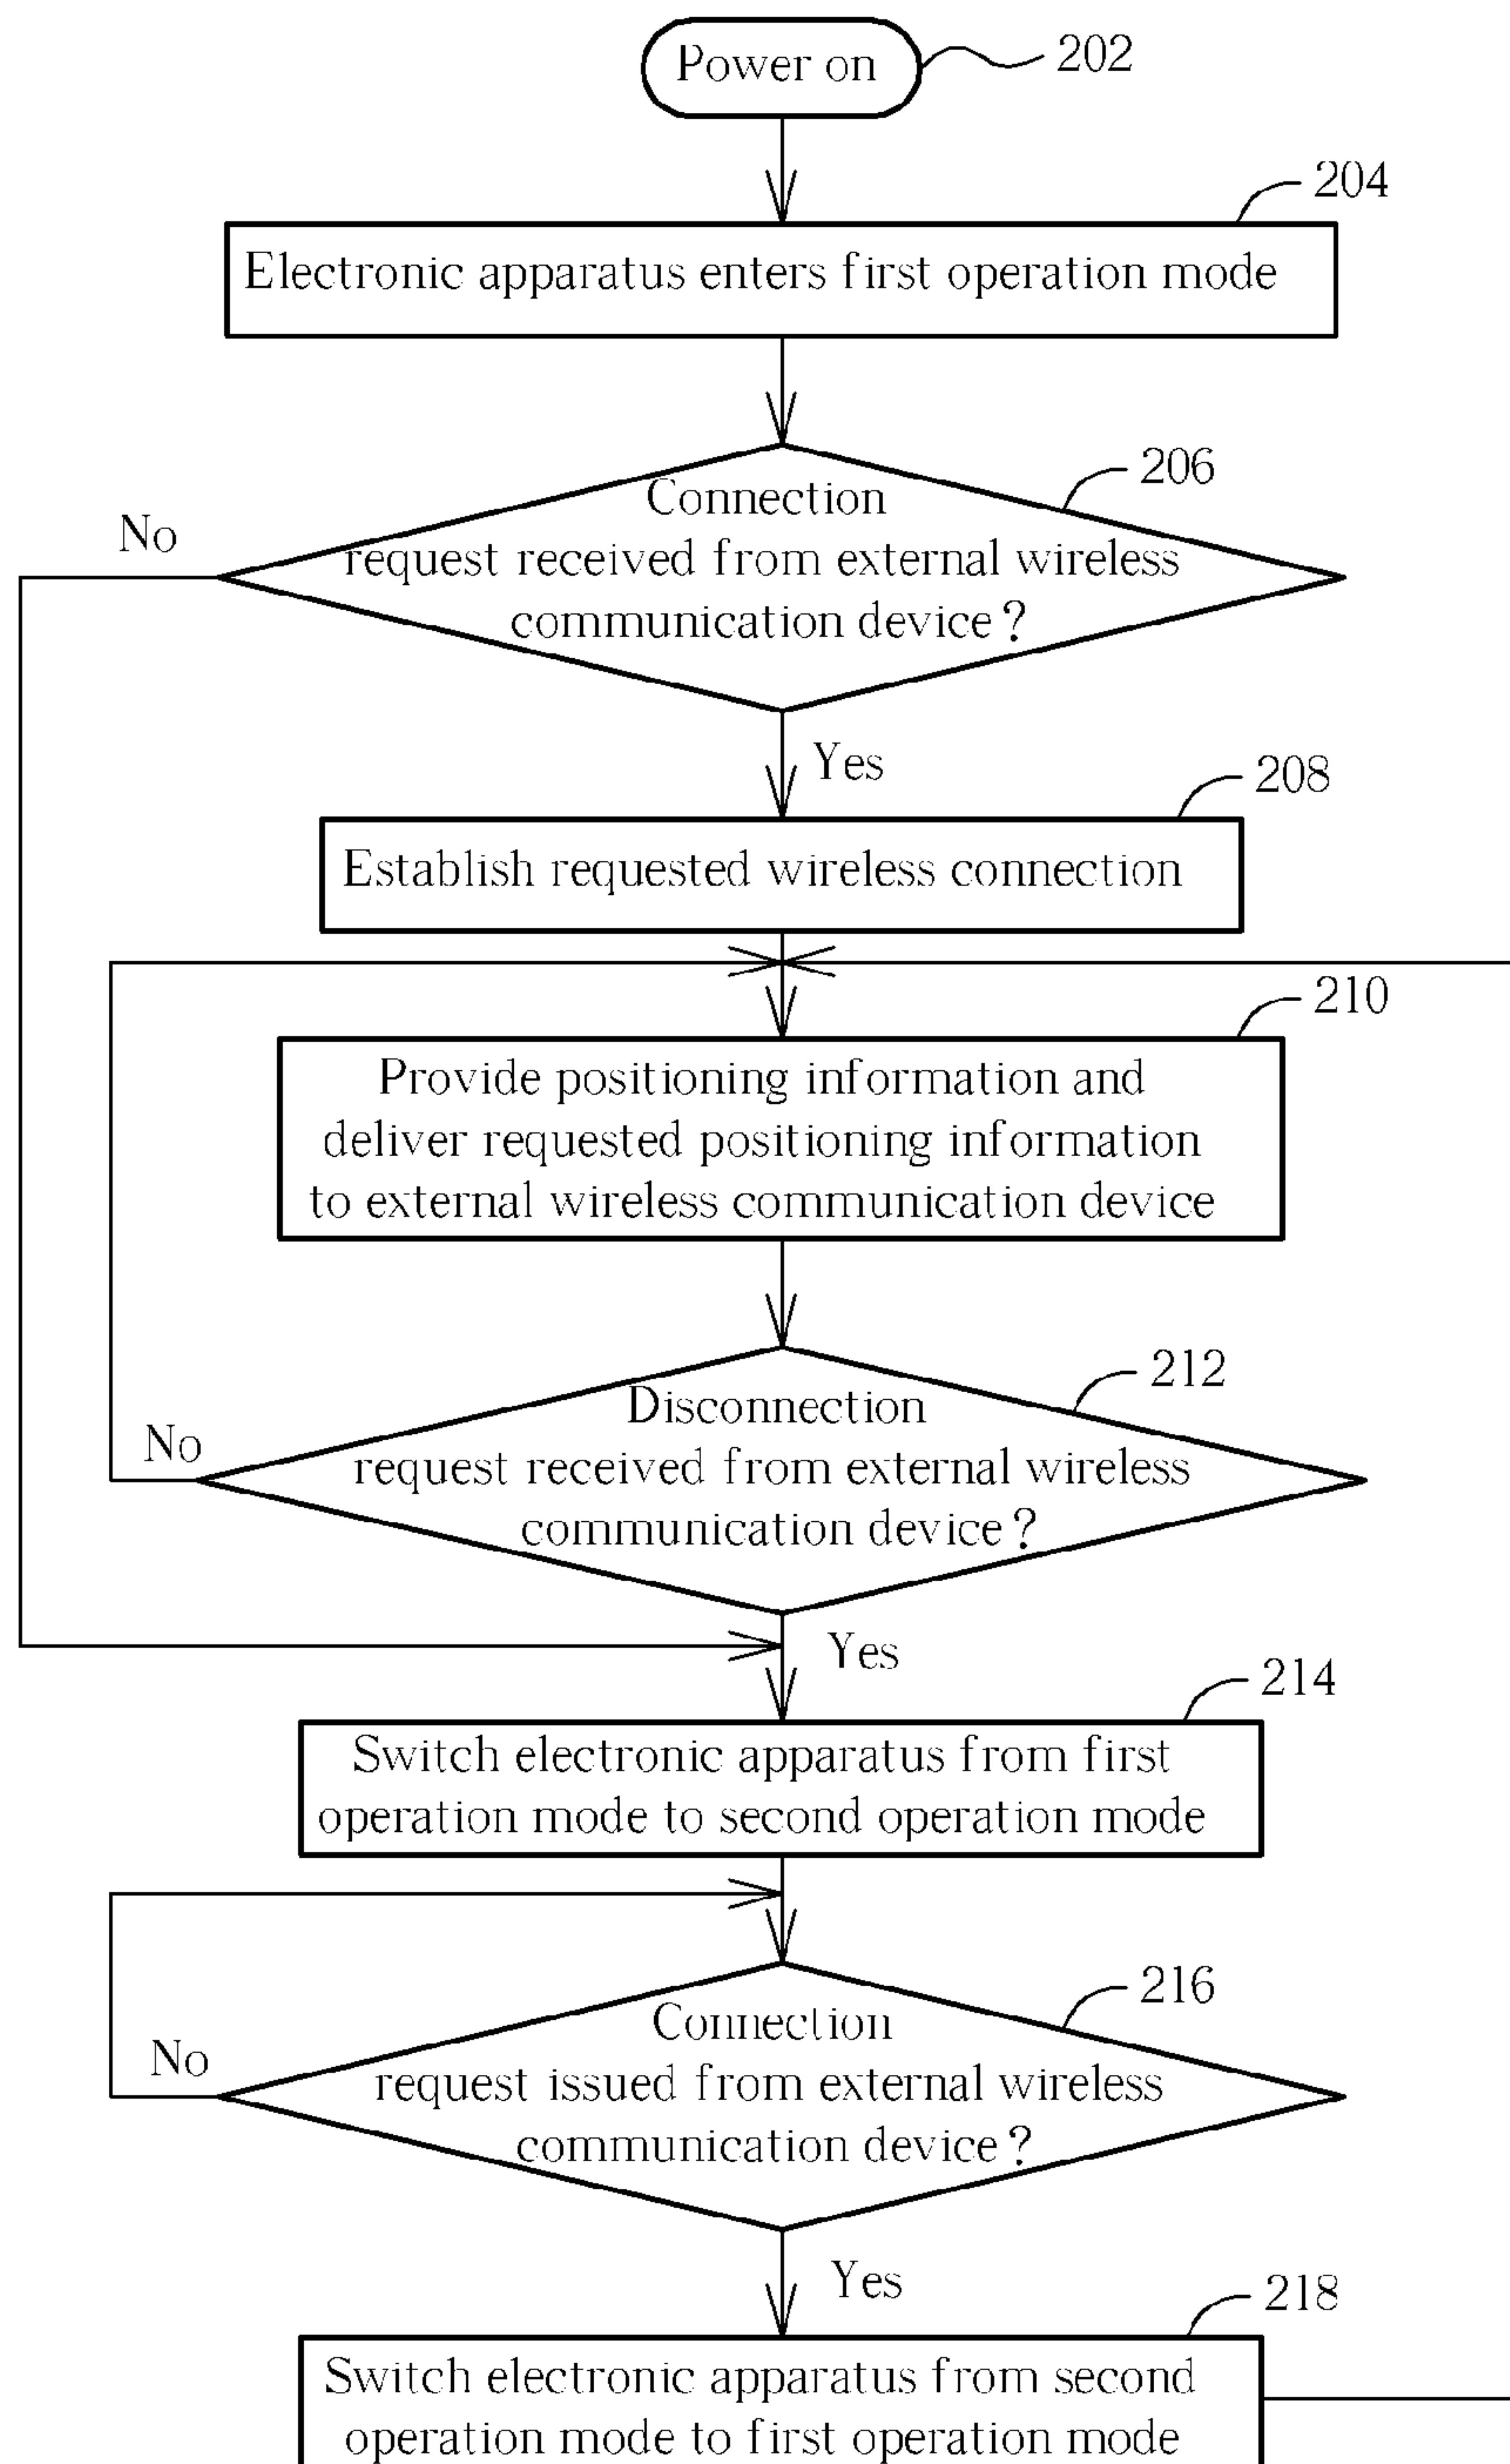 Power on
202
204
Electronic apparatus enters first operation mode
206
Connection
request received from external wireless
communication device?
No
Yes
208
Establish requested wireless connection
210
Provide positioning information and
deliver requested positioning information
to external wireless communication device
212
Disconnection
request received from external wireless
communication device?
No
Yes
214
Switch electronic apparatus from first
operation mode to second operation mode
216
Connection
request issued from external wireless
communication device?
No
Yes
218
Switch electronic apparatus from second
operation mode to first operation mode